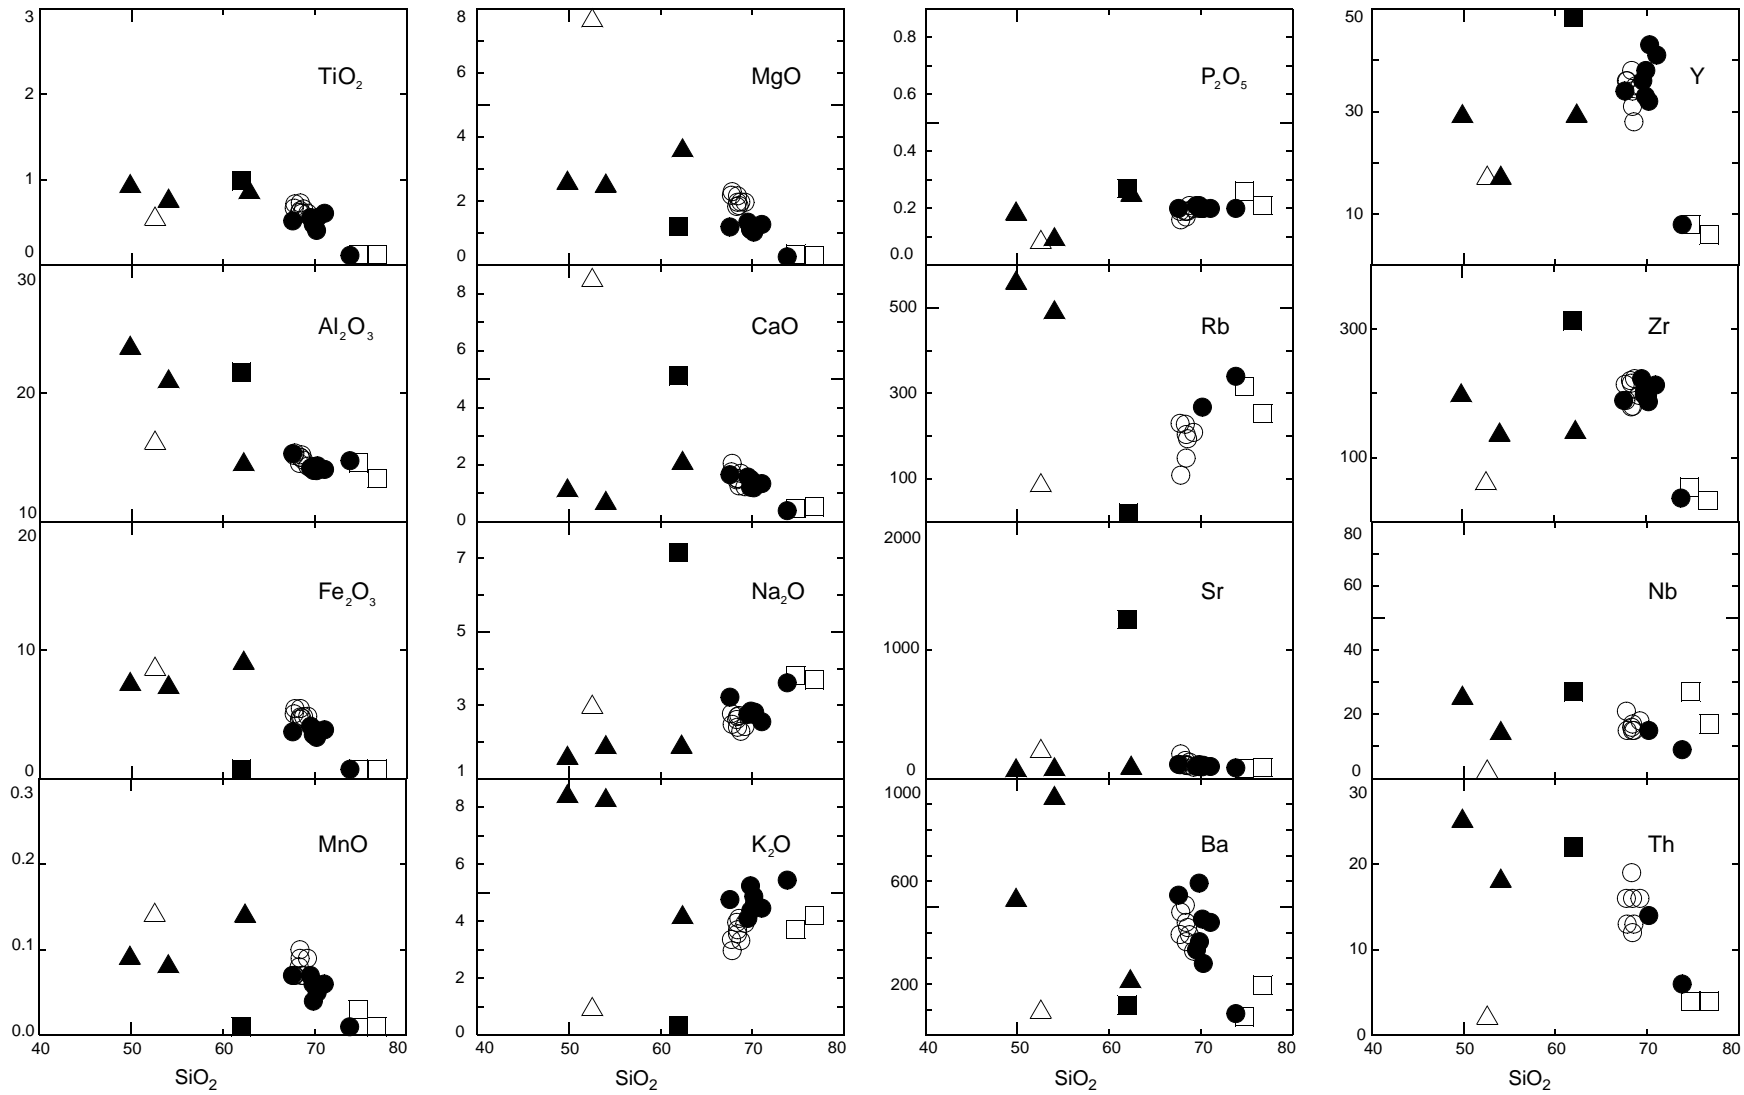 3
2
1
0
TiO₂
8
6
4
2
0
MgO
0.8
0.6
0.4
0.2
0.0
P₂O₅
50
30
10
Y
30
20
10
Al₂O₃
8
6
4
2
0
CaO
500
300
100
Rb
300
100
Zr
20
10
0
Fe₂O₃
7
5
3
1
Na₂O
2000
1000
0
Sr
80
60
40
20
0
Nb
0.3
0.2
0.1
0.0
MnO
8
6
4
2
0
K₂O
1000
600
200
Ba
30
20
10
0
Th
40 50 60 70 80
40 50 60 70 80
40 50 60 70 80
40 50 60 70 80
SiO₂
SiO₂
SiO₂
SiO₂